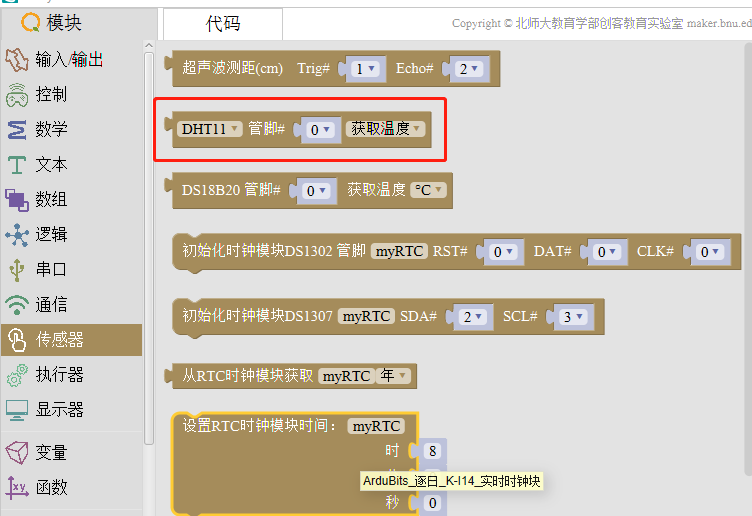 模块
代码
Copyright © 北师大教育学部创客教育实验室 maker.bnu.ed
输入/输出
控制
数学
文本
数组
逻辑
串口
通信
传感器
执行器
显示器
变量
函数
超声波测距(cm) Trig# 1 Echo# 2
DHT11 管脚# 0 获取温度
DS18B20 管脚# 0 获取温度 °C
初始化时钟模块DS1302 管脚 myRTC RST# 0 DAT# 0 CLK# 0
初始化时钟模块DS1307 myRTC SDA# 2 SCL# 3
从RTC时钟模块获取 myRTC 年
设置RTC时钟模块时间： myRTC
时 8
ArduBits_逐日_K-I14_实时时钟块
秒 0